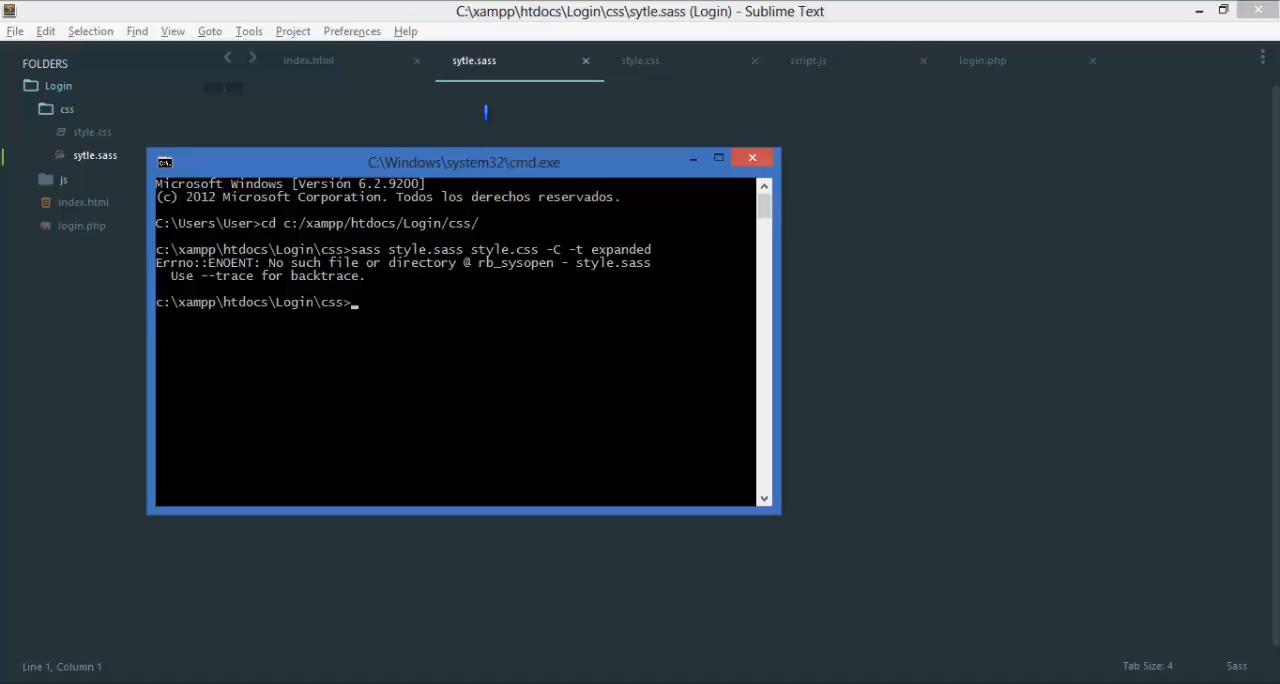 C:\xampp\htdocs\Login\css\sytle.sass (Login) - Sublime Text
File Edit Selection Find View Goto Tools Project Preferences Help
FOLDERS
Login
css
style.css
sytle.sass
js
index.html
login.php
index.html sytle.sass style.css script.js login.php
C:\Windows\system32\cmd.exe
Microsoft Windows [Versión 6.2.9200]
(c) 2012 Microsoft Corporation. Todos los derechos reservados.
C:\Users\User>cd c:/xampp/htdocs/Login/css/
c:\xampp\htdocs\Login\css>sass style.sass style.css -C -t expanded
Errno::ENOENT: No such file or directory @ rb_sysopen - style.sass
Use --trace for backtrace.
c:\xampp\htdocs\Login\css>
Line 1, Column 1
Tab Size: 4 Sass